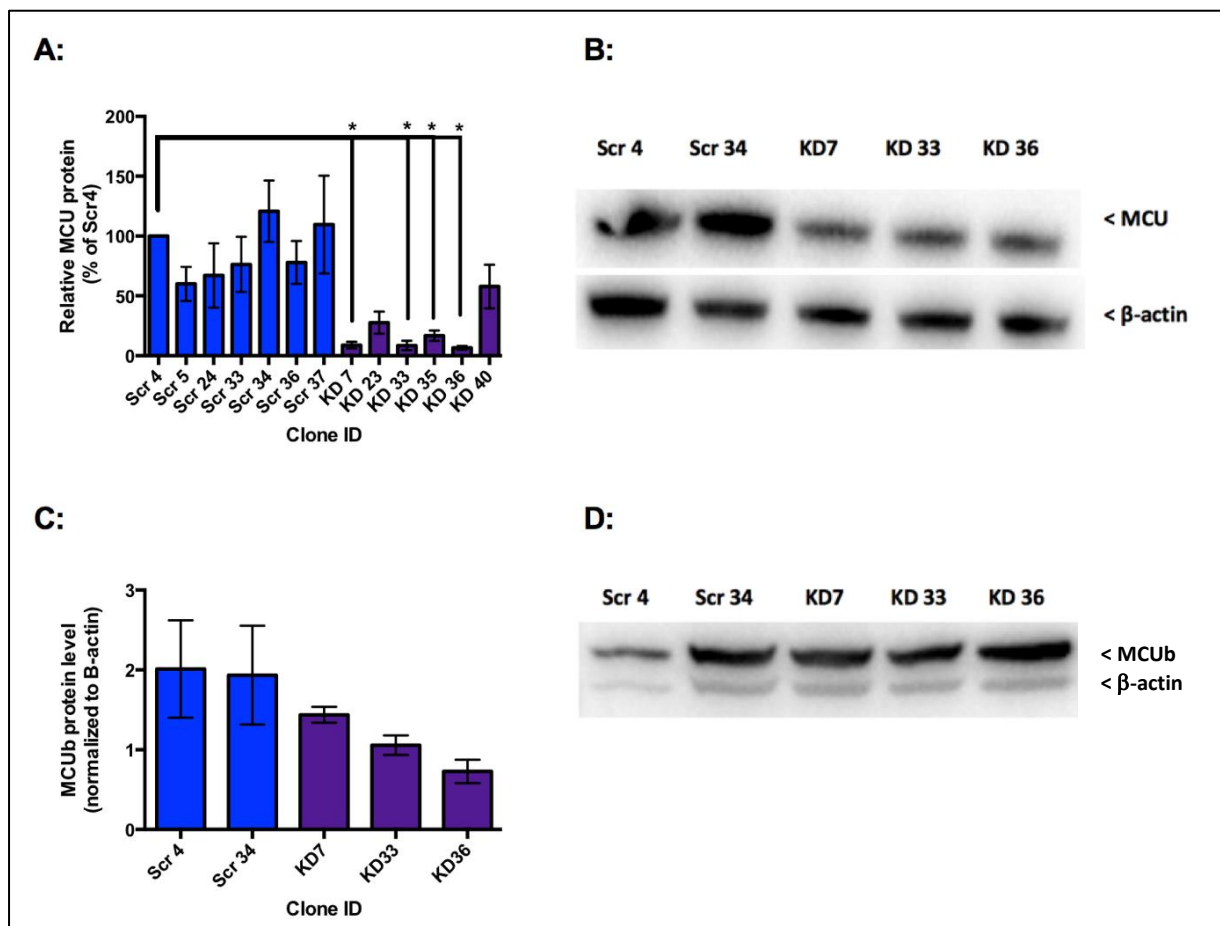 A:
200
150
100
50
0
Relative MCU protein
(% of Scr4)
* * * *
Scr 4
Scr 5
Scr 24
Scr 33
Scr 34
Scr 36
Scr 37
KD 7
KD 23
KD 33
KD 35
KD 36
KD 40
Clone ID
B:
Scr 4 Scr 34 KD7 KD 33 KD 36
< MCU
< β-actin
C:
3
2
1
0
MCUb protein level
(normalized to B-actin)
Scr 4
Scr 34
KD7
KD33
KD36
Clone ID
D:
Scr 4 Scr 34 KD7 KD 33 KD 36
< MCUb
< β-actin